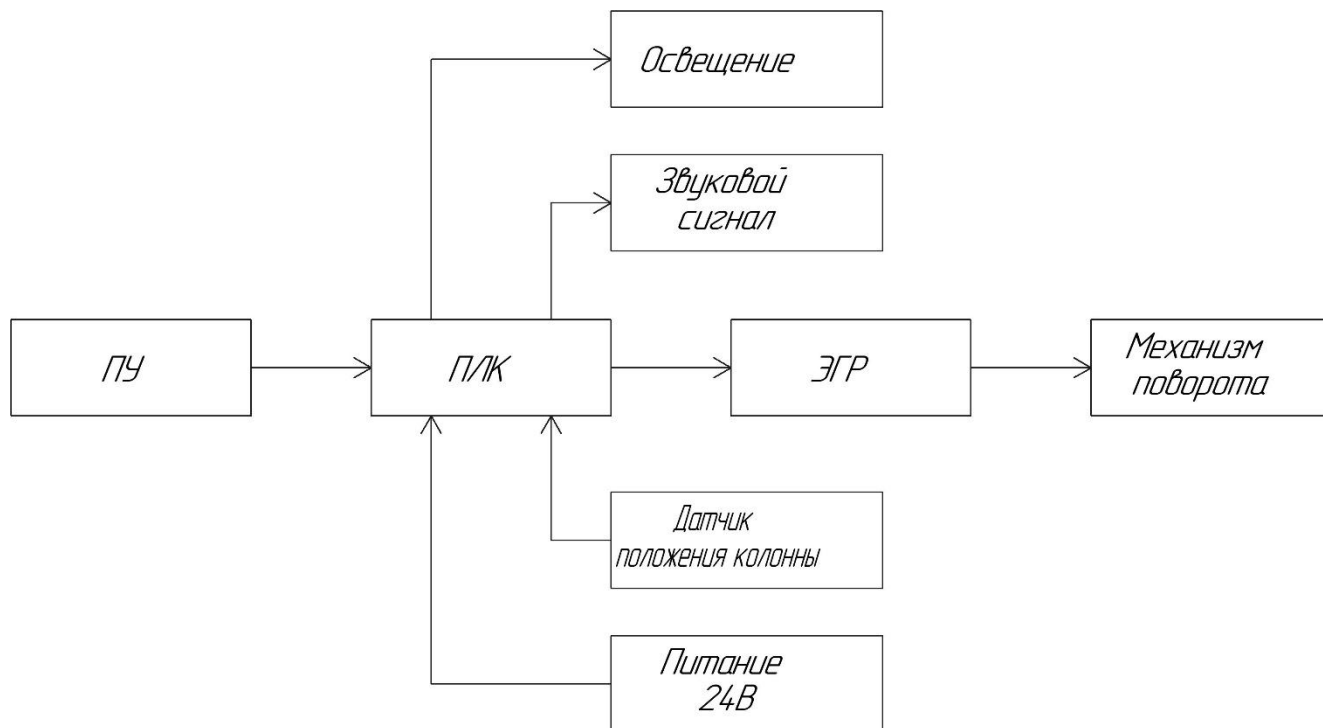 Освещение
Звуковой
сигнал
ПУ
ПЛК
ЭГР
Механизм
поворота
Датчик
положения колонны
Питание
24В